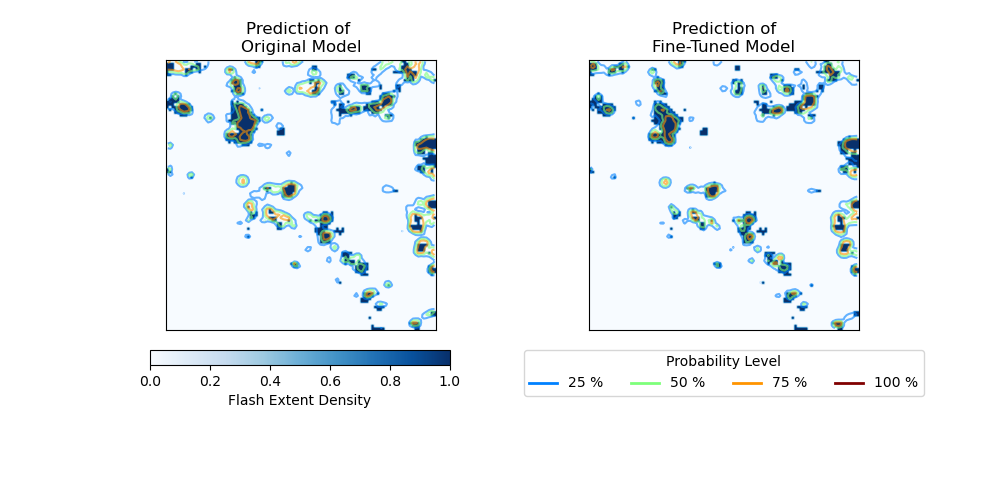 Prediction of
Original Model
Prediction of
Fine-Tuned Model
0.0 0.2 0.4 0.6 0.8 1.0
Flash Extent Density
Probability Level
25 % 50 % 75 % 100 %